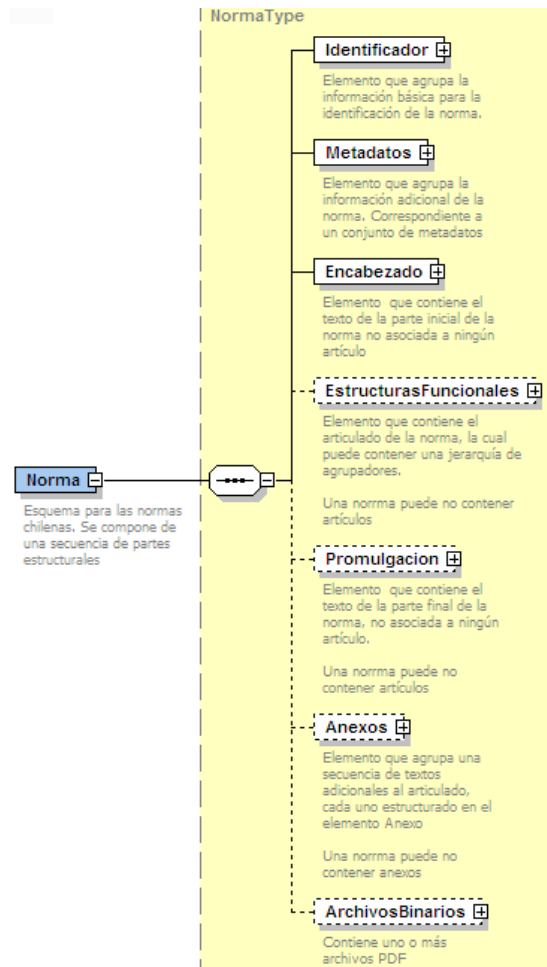 NormaType
Identificador
Elemento que agrupa la
información básica para la
identificación de la norma.
Metadatos
Elemento que agrupa la
información adicional de la
norma. Correspondiente a
un conjunto de metadatos
Encabezado
Elemento que contiene el
texto de la parte inicial de la
norma no asociada a ningún
artículo
EstructurasFuncionales
Elemento que contiene el
articulado de la norma, la cual
puede contener una jerarquía de
agrupadores.
Una norrma puede no contener
artículos
Norma
Esquema para las normas
chilenas. Se compone de
una secuencia de partes
estructurales
Promulgacion
Elemento que contiene el
texto de la parte final de la
norma, no asociada a ningún
artículo.
Una norrma puede no
contener artículos
Anexos
Elemento que agrupa una
secuencia de textos
adicionales al articulado,
cada uno estructurado en el
elemento Anexo
Una norrma puede no
contener anexos
ArchivosBinarios
Contiene uno o más
archivos PDF